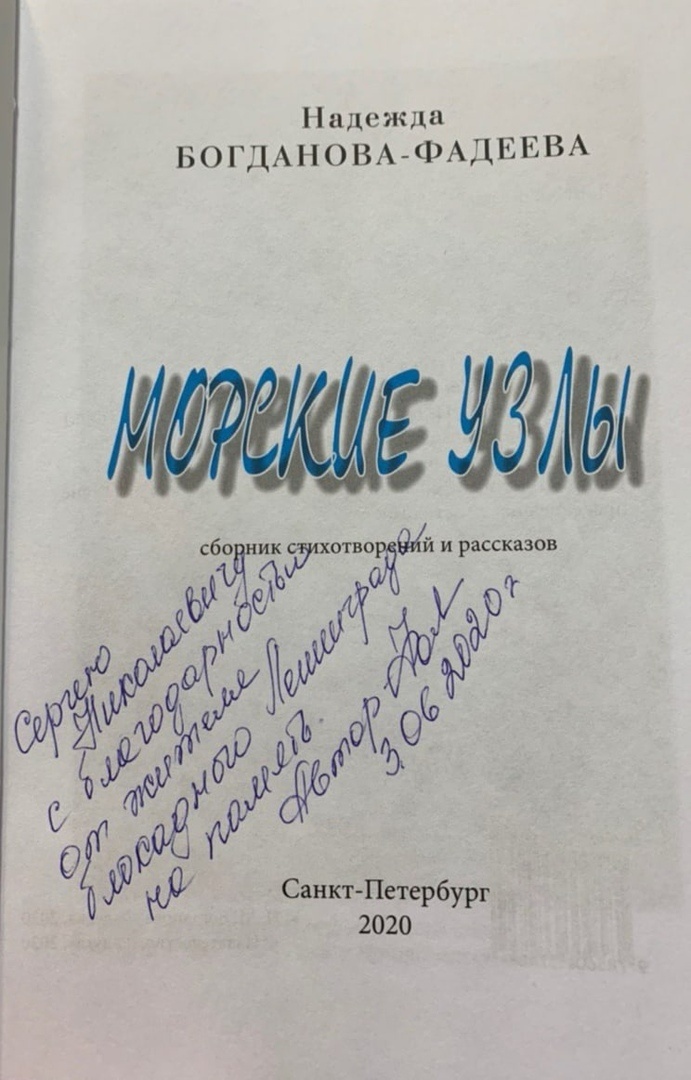 Надежда
БОГДАНОВА-ФАДЕЕВА
МОРСКИЕ УЗЛЫ
сборник стихотворений и рассказов
Сергею
Николаевичу
с благодарностью
от жителя
блокадного Ленинграда
на память.
Автор
3.06 2020 г
Санкт-Петербург
2020